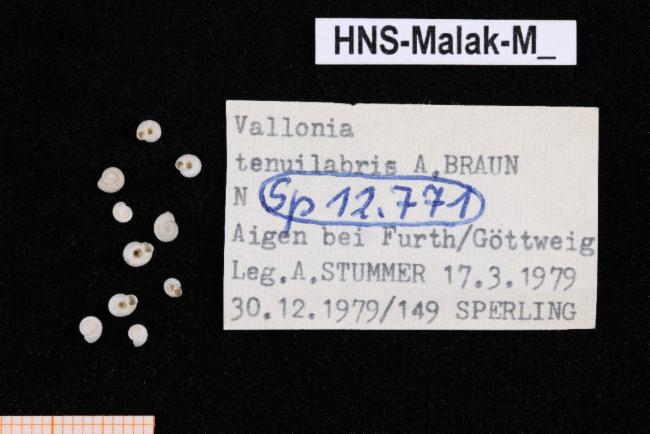 HNS-Malak-M_
Vallonia
tenuilabris A.BRAUN
N Sp 12.771
Aigen bei Furth/Göttweig
Leg.A.STUMMER 17.3.1979
30.12.1979/149 SPERLING